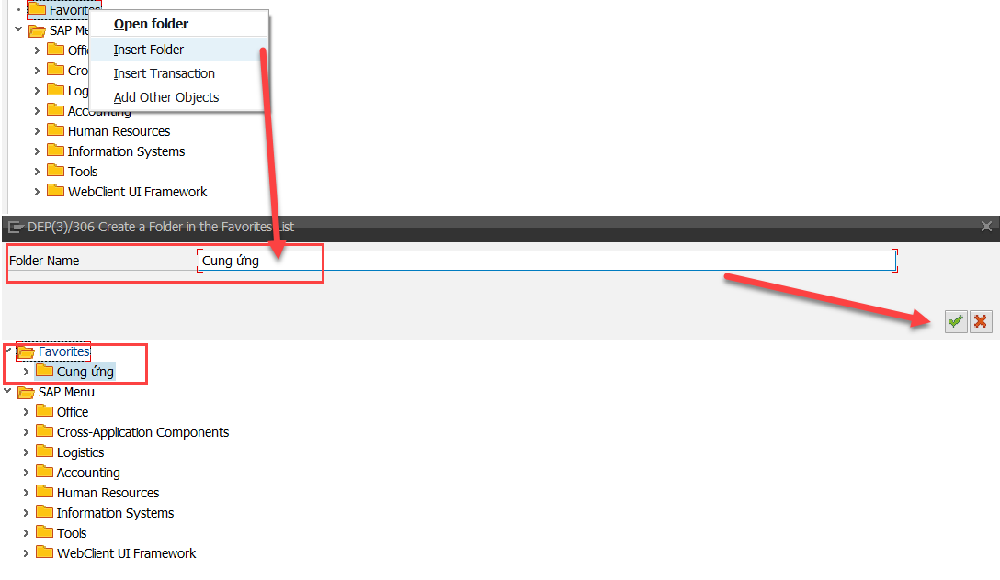 Favorites
Open folder
SAP Me
Insert Folder
Offi
Cro
Insert Transaction
Log
Add Other Objects
Accounting
Human Resources
Information Systems
Tools
WebClient UI Framework
DEP(3)/306 Create a Folder in the Favorites List
Folder Name Cung ứng
Favorites
Cung ứng
SAP Menu
Office
Cross-Application Components
Logistics
Accounting
Human Resources
Information Systems
Tools
WebClient UI Framework